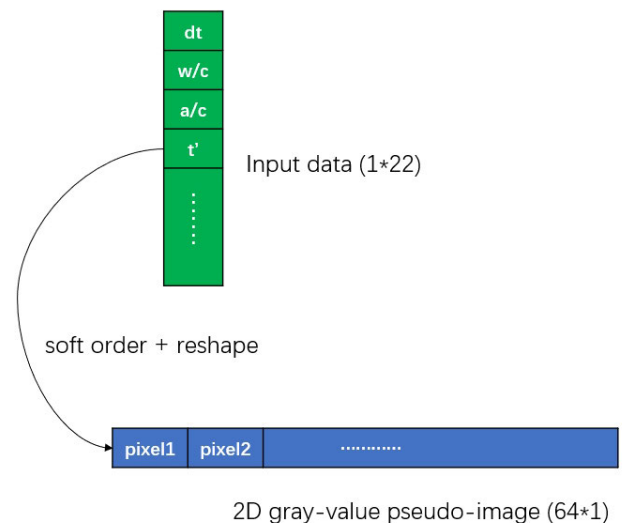 dt
w/c
a/c
t’
········
Input data (1*22)
soft order + reshape
pixel1 pixel2 …………
2D gray-value pseudo-image (64*1)